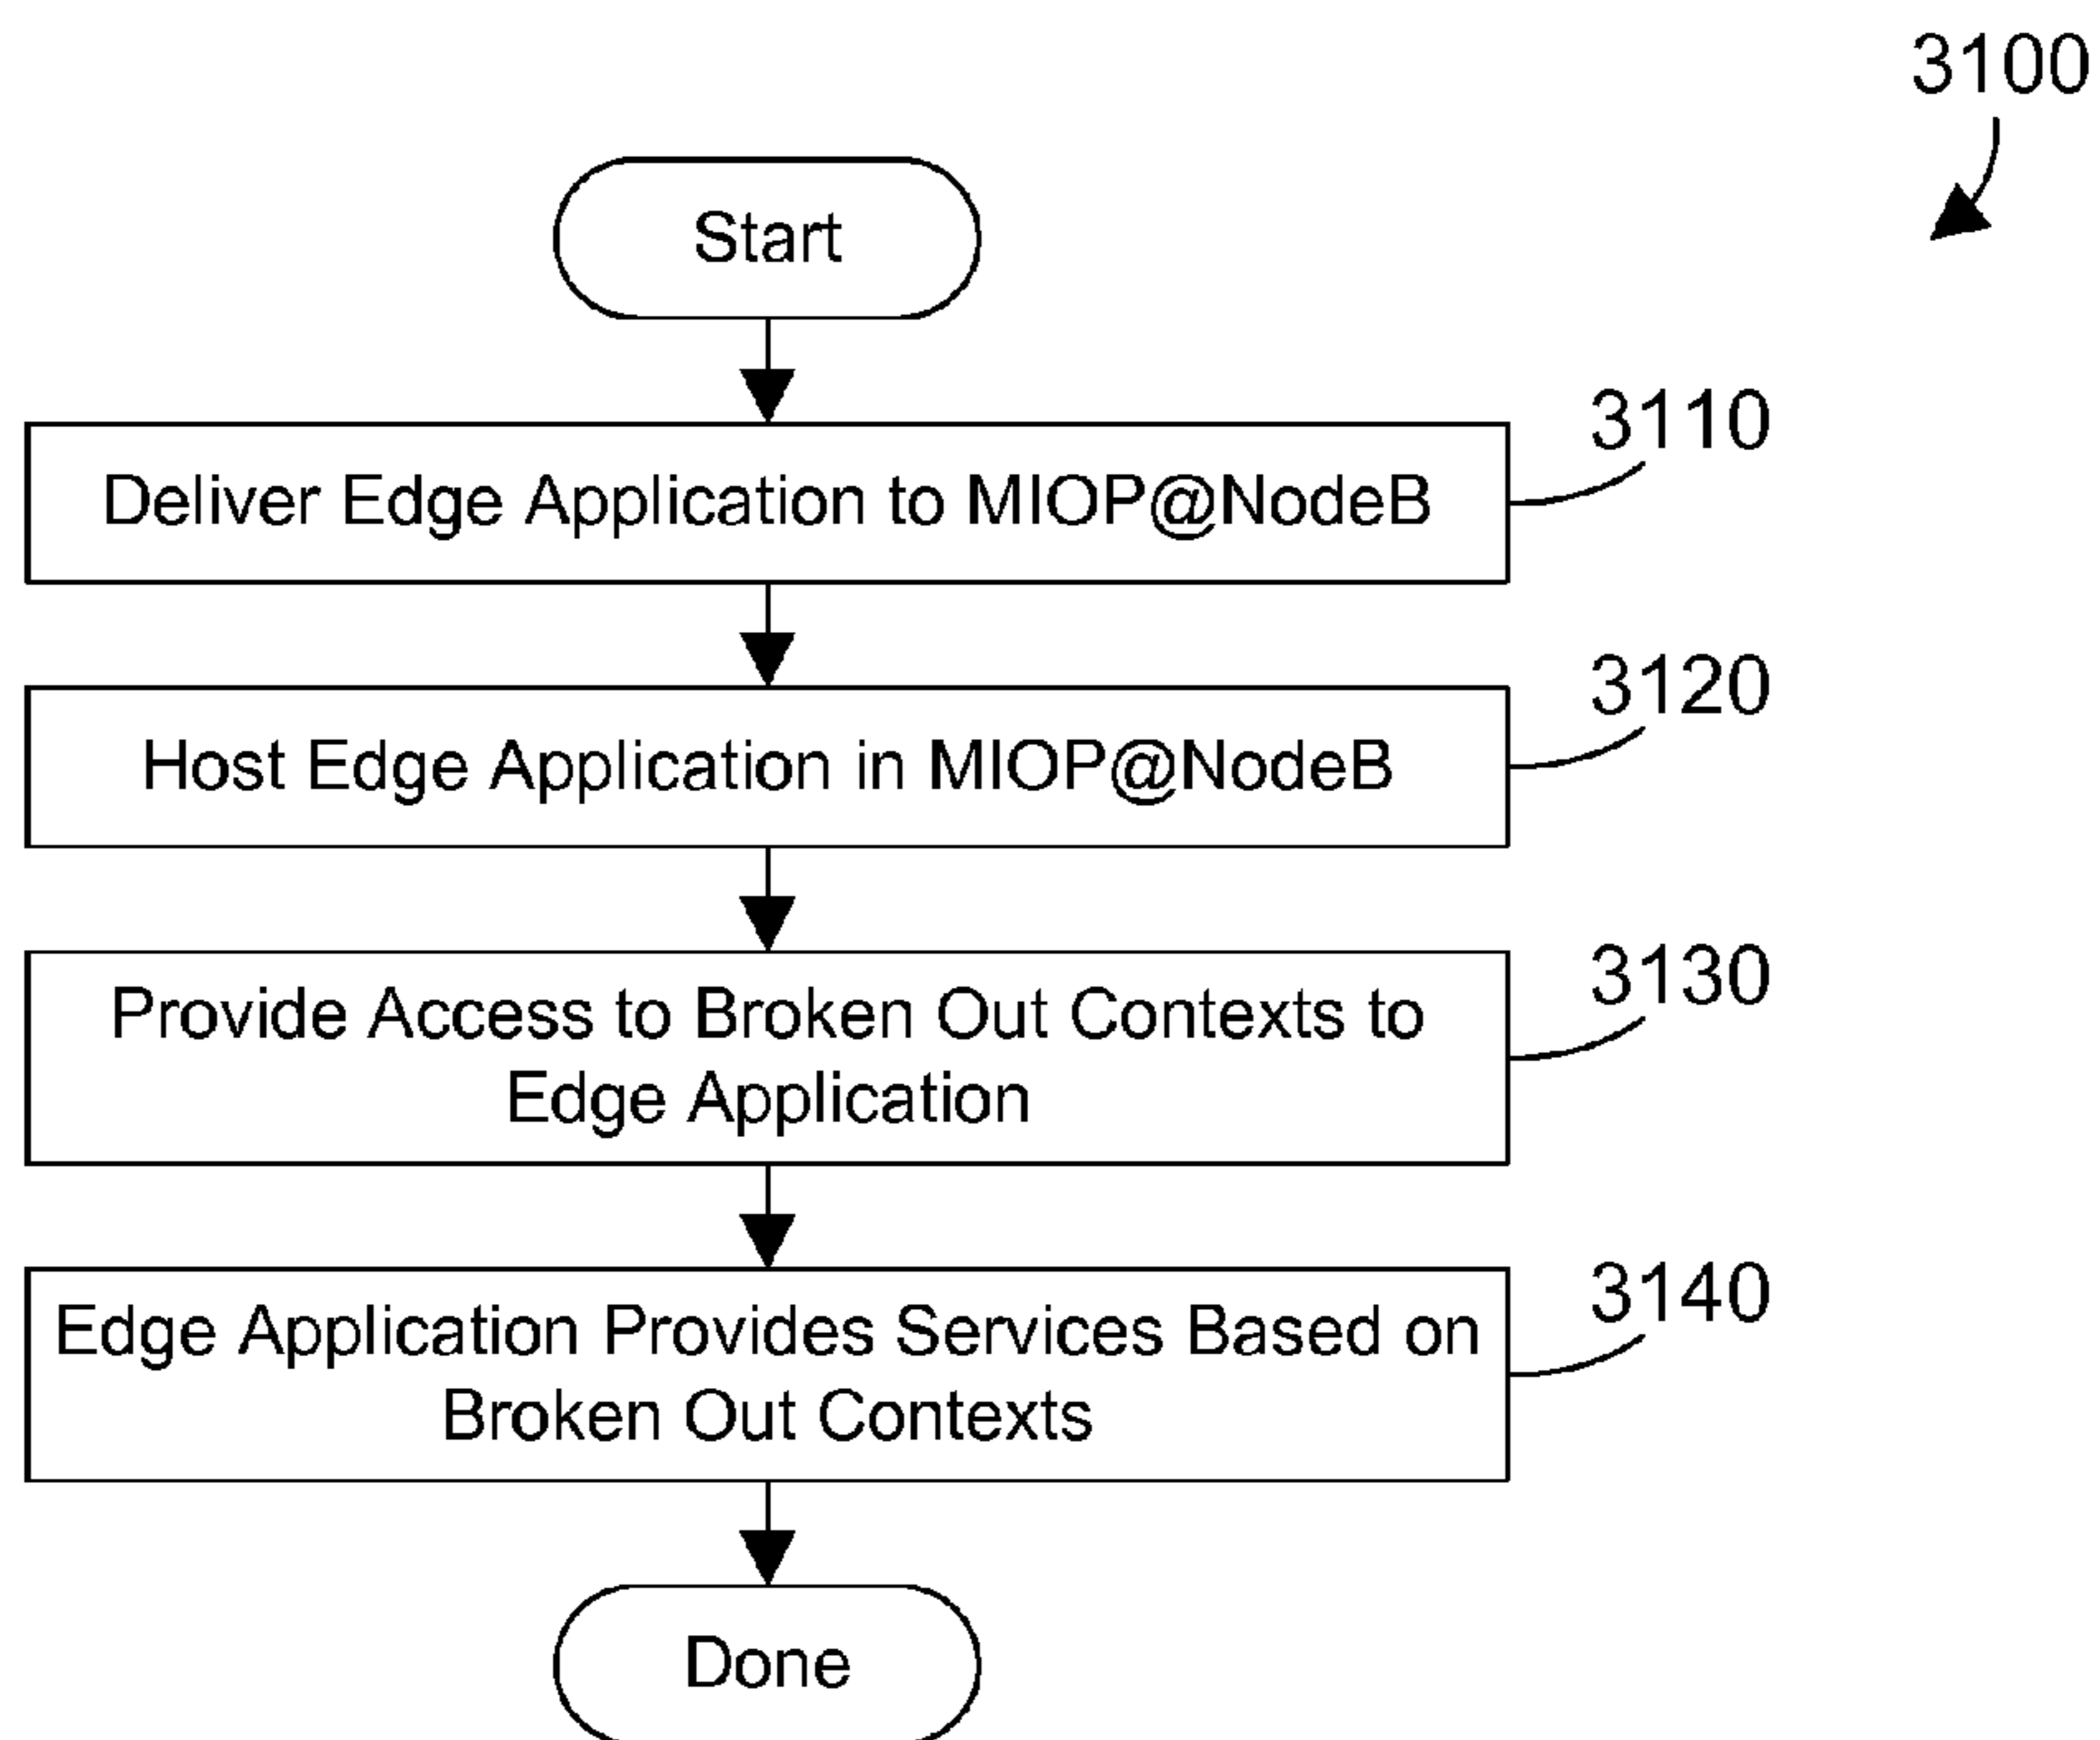 3100
Start
Deliver Edge Application to MIOP@NodeB
3110
Host Edge Application in MIOP@NodeB
3120
Provide Access to Broken Out Contexts to
Edge Application
3130
Edge Application Provides Services Based on
Broken Out Contexts
3140
Done